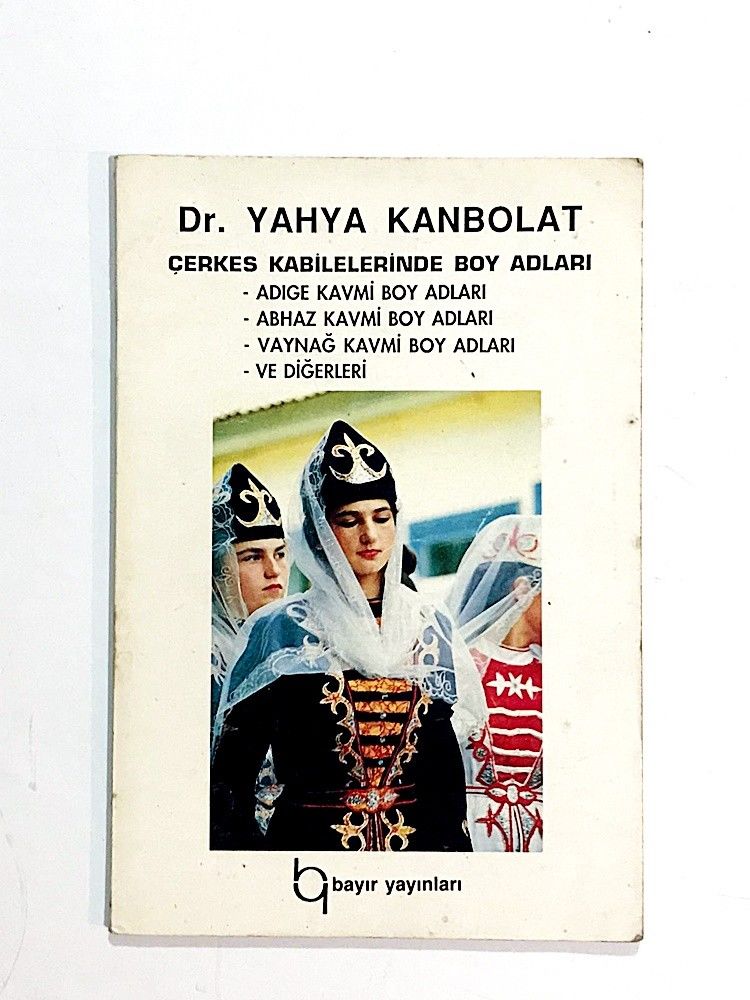 Dr. YAHYA KANBOLAT
ÇERKES KABİLELERİNDE BOY ADLARI
- ADIGE KAVMİ BOY ADLARI
- ABHAZ KAVMİ BOY ADLARI
- VAYNAĞ KAVMİ BOY ADLARI
- VE DİĞERLERİ
bayır yayınları